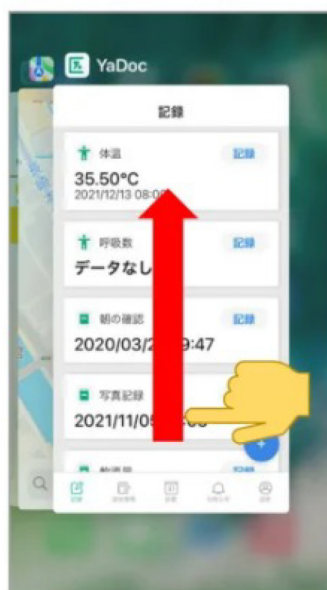 YaDoc
記録
体温
記録
35.50°C
2021/12/13 08:0
呼吸数
記録
データなし
朝の確認
記録
2020/03/2 9:47
写真記録
2021/11/05
記録